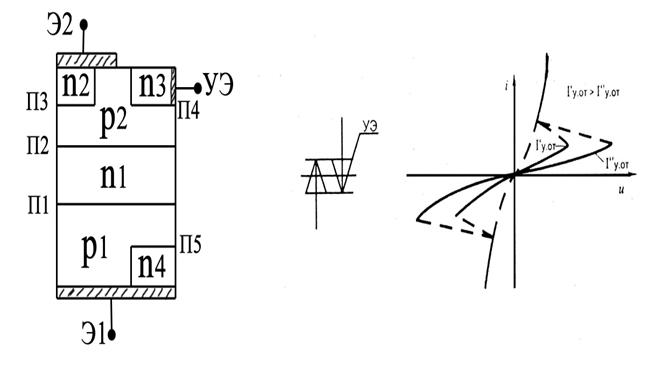 Э2
n2
n3
УЭ
П3
П4
p2
П2
n1
П1
p1
П5
n4
Э1
УЭ
i
I'у.от > I''у.от
I'у.от
I''у.от
u